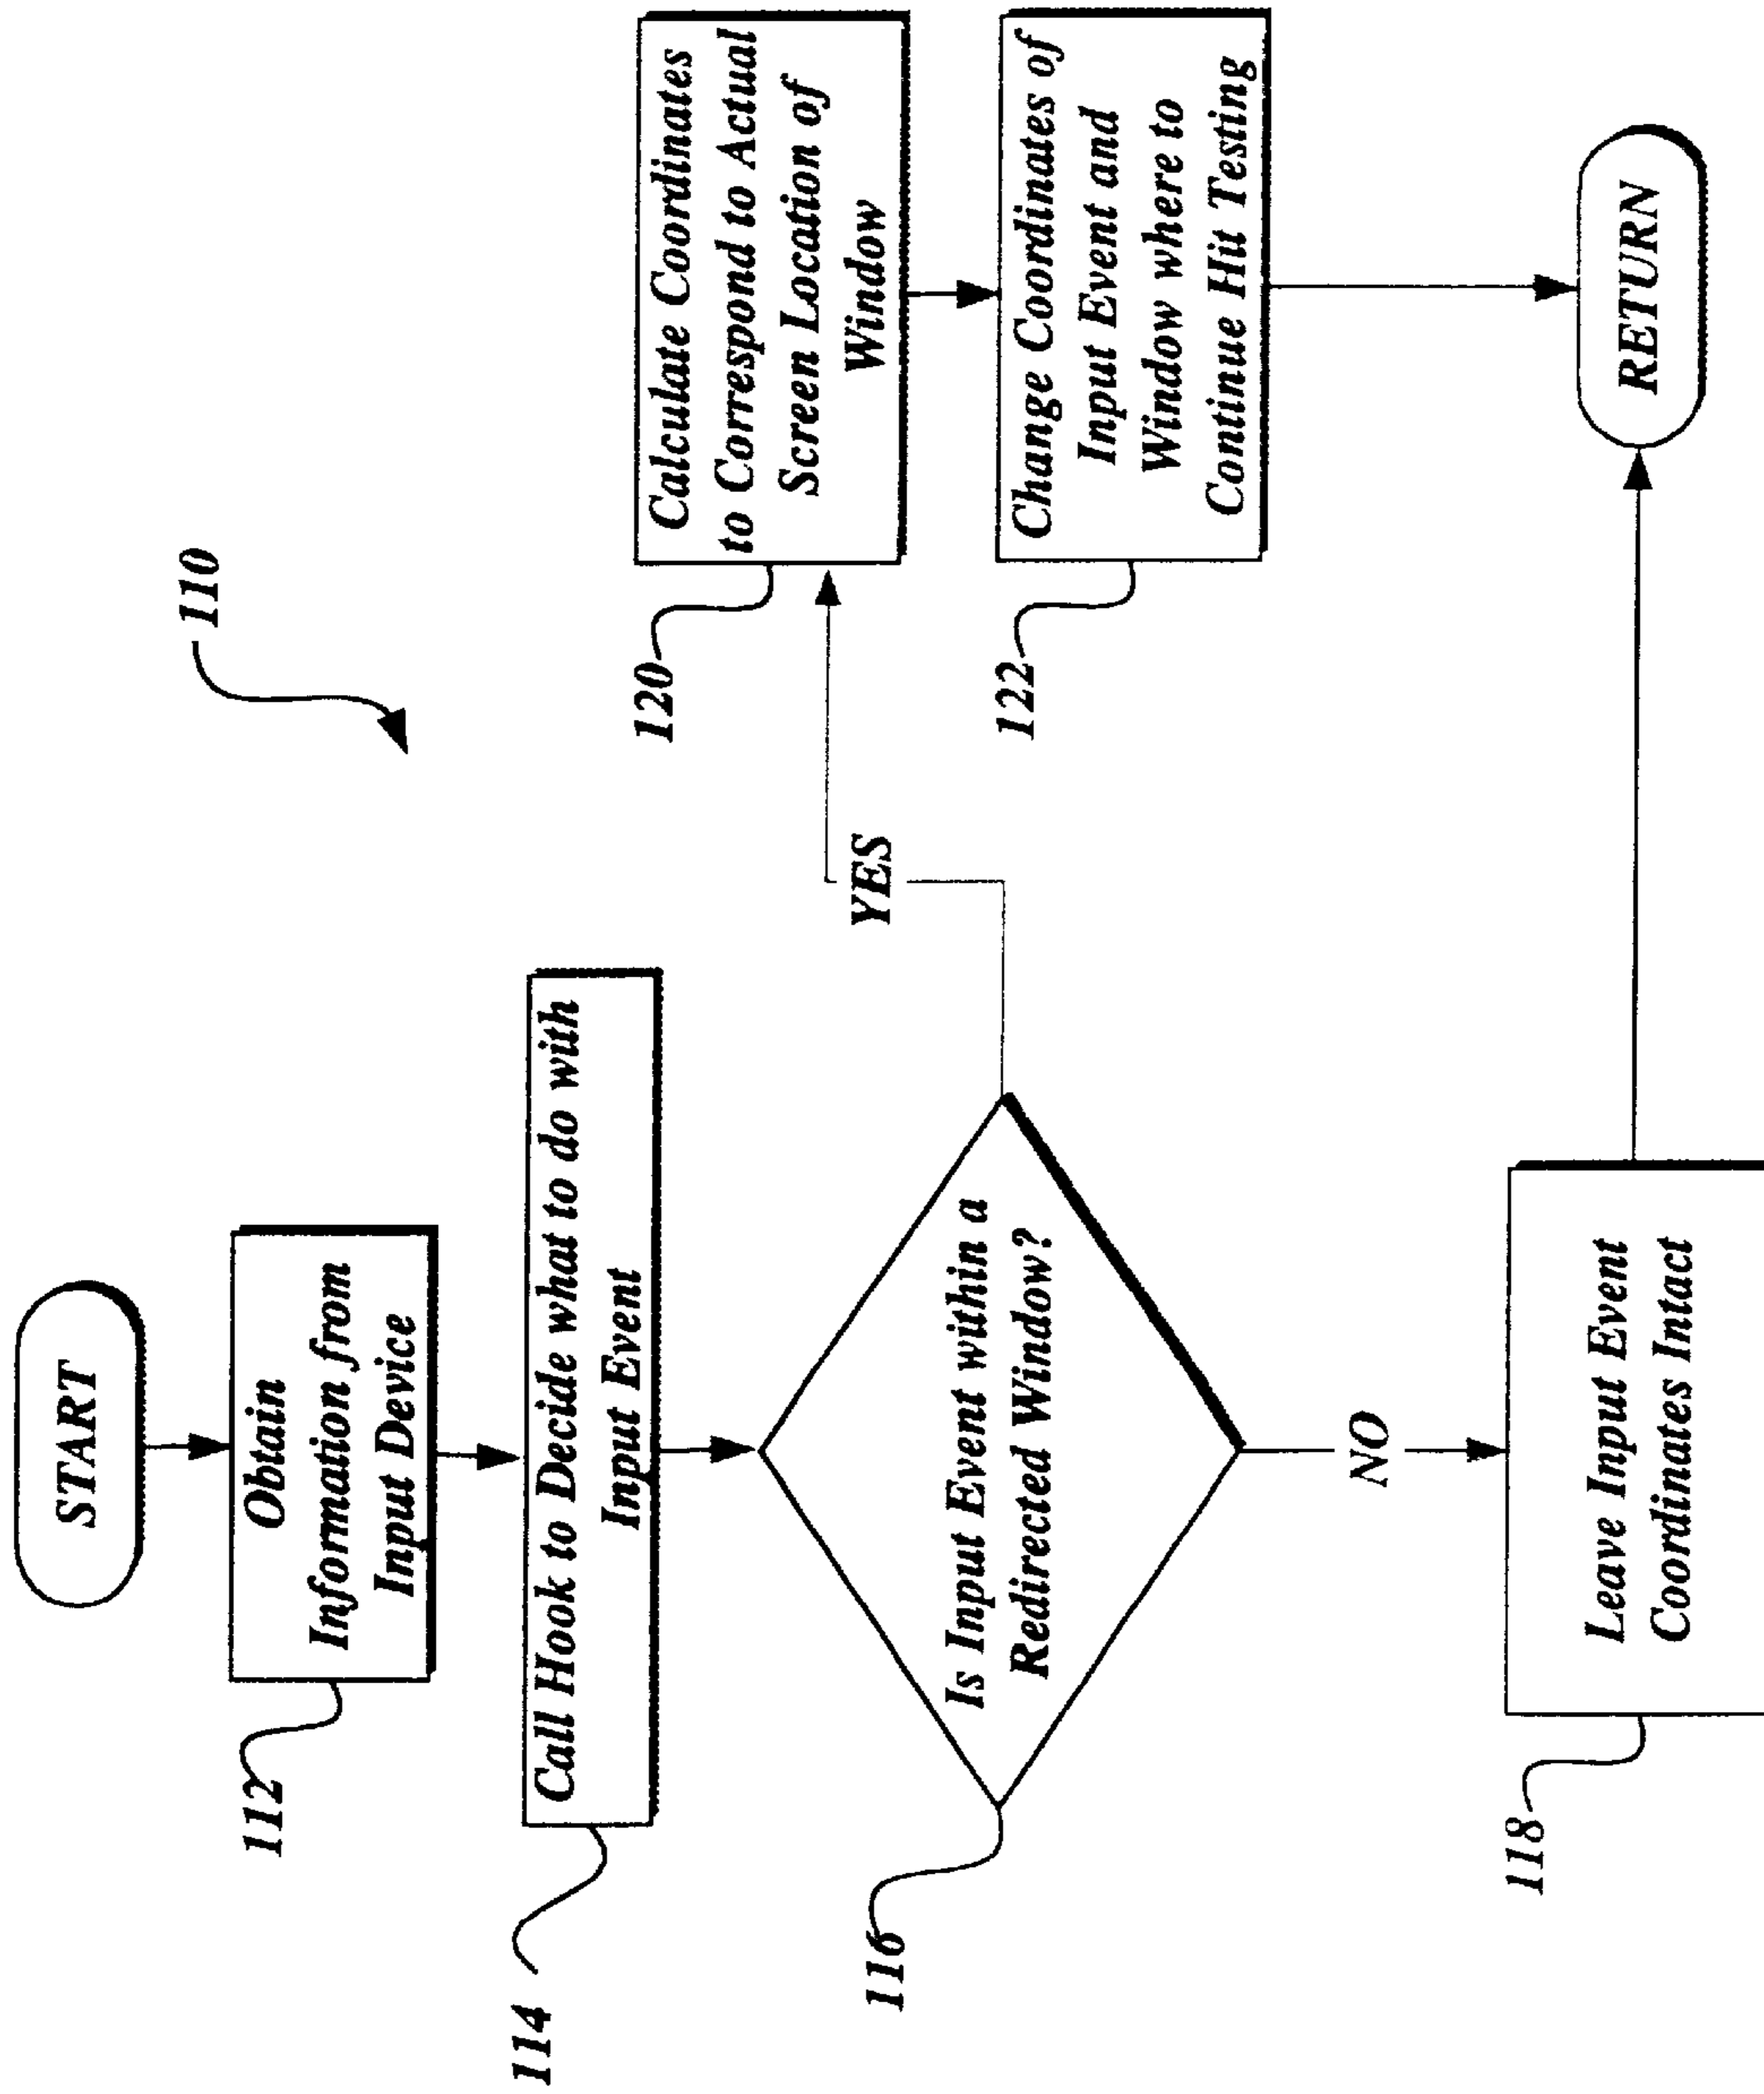 110
START
112
Obtain
Information from
Input Device
114
Call Hook to Decide what to do with
Input Event
116
Is Input Event within a
Redirected Window?
YES
120
Calculate Coordinates
to Correspond to Actual
Screen Location of
Window
122
Change Coordinates of
Input Event and
Window where to
Continue Hit Testing
NO
118
Leave Input Event
Coordinates Intact
RETURN